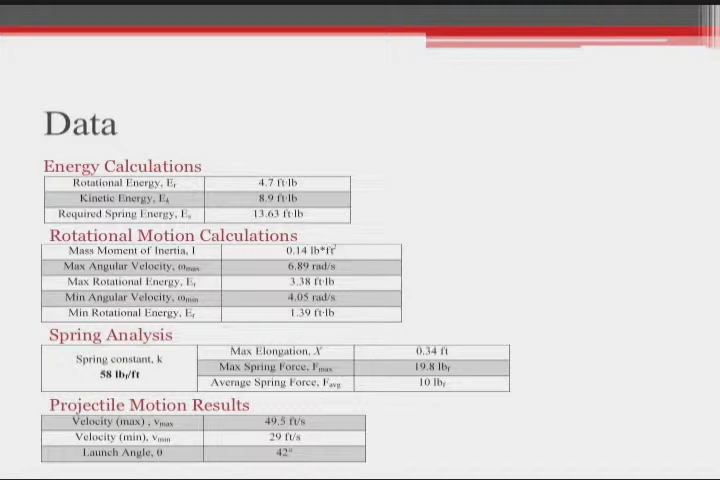 Data
Energy Calculations
Rotational Energy, Er 4.7 ft·lb
Kinetic Energy, Ek 8.9 ft·lb
Required Spring Energy, Es 13.63 ft·lb
Rotational Motion Calculations
Mass Moment of Inertia, I 0.14 lb*ft²
Max Angular Velocity, ωmax 6.89 rad/s
Max Rotational Energy, Er 3.38 ft·lb
Min Angular Velocity, ωmin 4.05 rad/s
Min Rotational Energy, Er 1.39 ft·lb
Spring Analysis
Spring constant, k
58 lbf/ft
Max Elongation, X 0.34 ft
Max Spring Force, Fmax 19.8 lbf
Average Spring Force, Favg 10 lbf
Projectile Motion Results
Velocity (max) , vmax 49.5 ft/s
Velocity (min), vmin 29 ft/s
Launch Angle, θ 42°